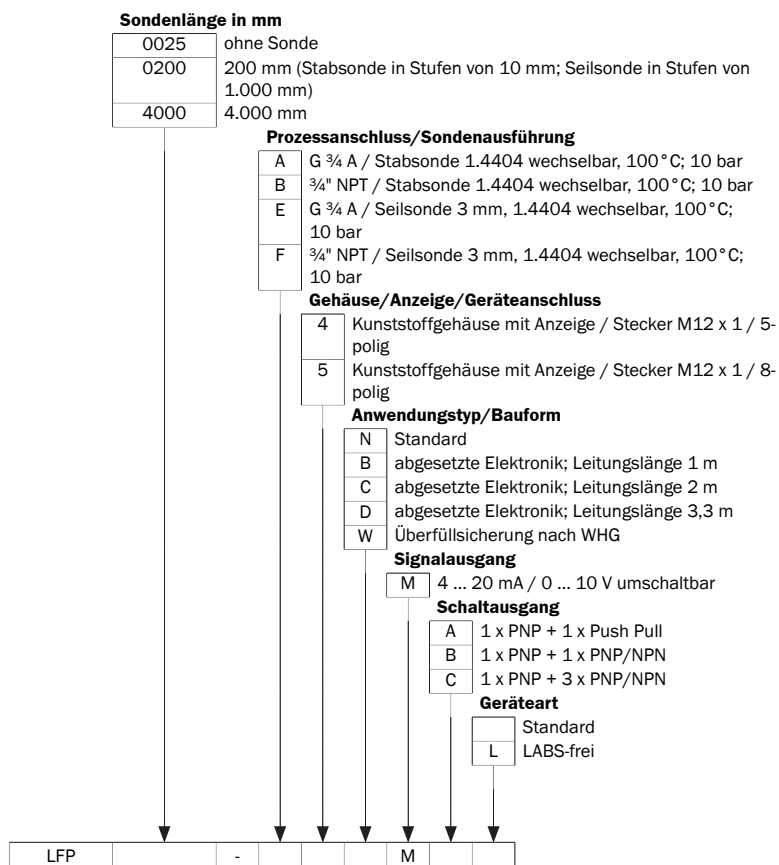 Sondenlänge in mm
0025 ohne Sonde
0200 200 mm (Stabsonde in Stufen von 10 mm; Seilsonde in Stufen von
1.000 mm)
4000 4.000 mm
Prozessanschluss/Sondenausführung
A G ¾ A / Stabsonde 1.4404 wechselbar, 100°C; 10 bar
B ¾" NPT / Stabsonde 1.4404 wechselbar, 100°C; 10 bar
E G ¾ A / Seilsonde 3 mm, 1.4404 wechselbar, 100°C;
10 bar
F ¾" NPT / Seilsonde 3 mm, 1.4404 wechselbar, 100°C;
10 bar
Gehäuse/Anzeige/Geräteanschluss
4 Kunststoffgehäuse mit Anzeige / Stecker M12 x 1 / 5-
polig
5 Kunststoffgehäuse mit Anzeige / Stecker M12 x 1 / 8-
polig
Anwendungstyp/Bauform
N Standard
B abgesetzte Elektronik; Leitungslänge 1 m
C abgesetzte Elektronik; Leitungslänge 2 m
D abgesetzte Elektronik; Leitungslänge 3,3 m
W Überfüllsicherung nach WHG
Signalausgang
M 4 ... 20 mA / 0 ... 10 V umschaltbar
Schaltausgang
A 1 x PNP + 1 x Push Pull
B 1 x PNP + 1 x PNP/NPN
C 1 x PNP + 3 x PNP/NPN
Geräteart
Standard
L LABS-frei
LFP - M